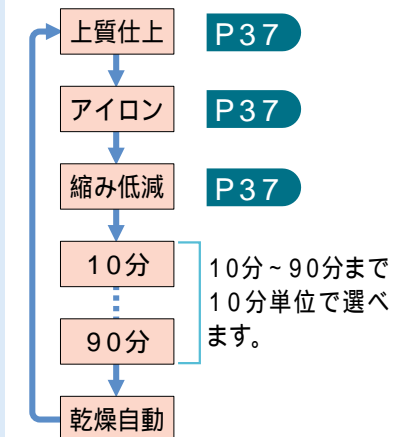 上質仕上 P37
アイロン P37
縮み低減 P37
10分
10分~90分まで
10分単位で選べ
ます。
90分
乾燥自動